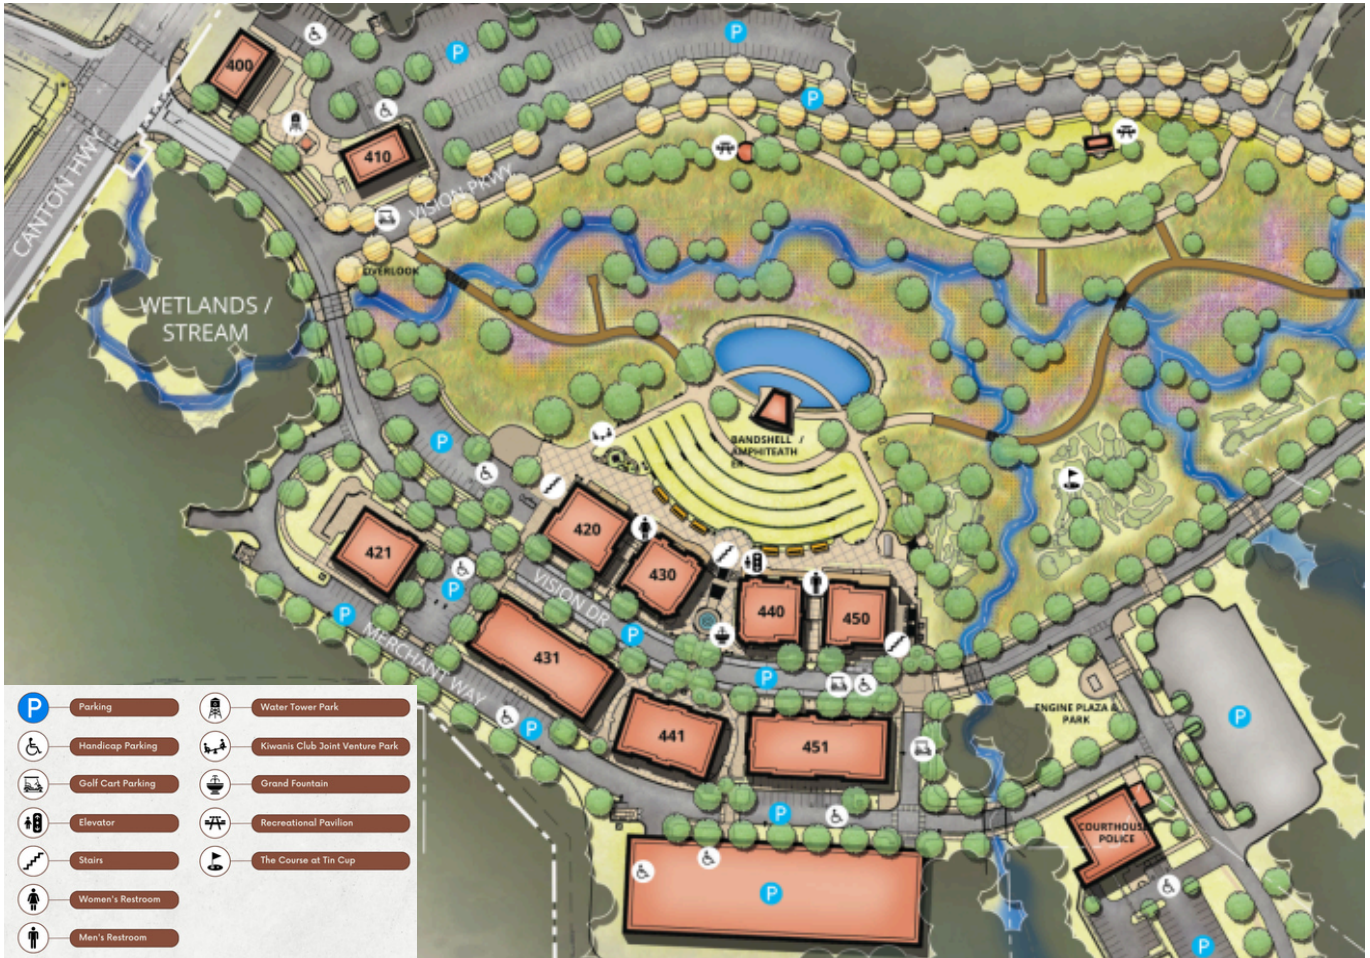 P
P
400
P
CANTON HWY
410
VISION PKWY
OVERLOOK
WETLANDS /
STREAM
P
BANDSHELL /
AMPHITEATH
ER
420
421
430
P
VISION DR
440
450
P
MERCHANT WAY
P
431
P
ENGINE PLAZA &
PARK
P
P
441
451
P
COURTHOUSE
POLICE
P
P
P Parking
Handicap Parking
Golf Cart Parking
Elevator
Stairs
Women's Restroom
Men's Restroom
Water Tower Park
Kiwanis Club Joint Venture Park
Grand Fountain
Recreational Pavilion
The Course at Tin Cup